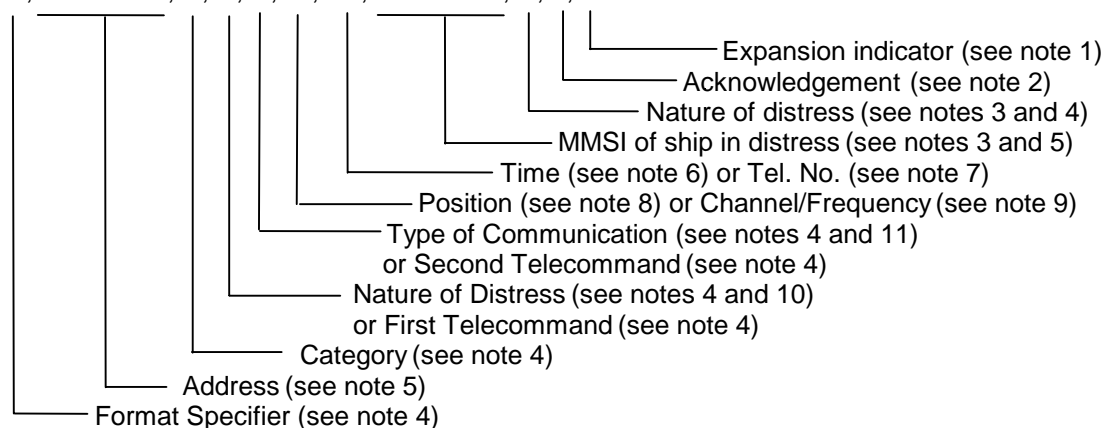 Expansion indicator (see note 1)
Acknowledgement (see note 2)
Nature of distress (see notes 3 and 4)
MMSI of ship in distress (see notes 3 and 5)
Time (see note 6) or Tel. No. (see note 7)
Position (see note 8) or Channel/Frequency (see note 9)
Type of Communication (see notes 4 and 11)
or Second Telecommand (see note 4)
Nature of Distress (see notes 4 and 10)
or First Telecommand (see note 4)
Category (see note 4)
Address (see note 5)
Format Specifier (see note 4)